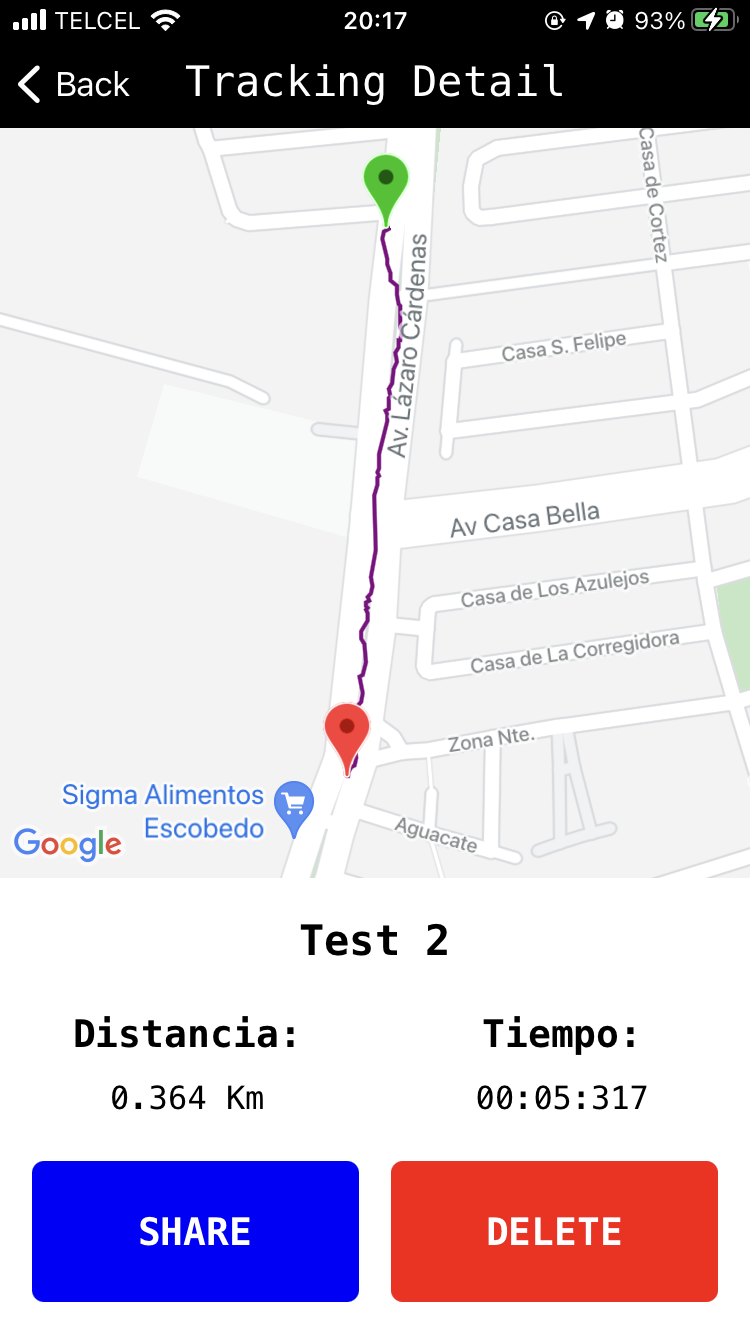 TELCEL 20:17 93%
Back Tracking Detail
Casa de Cortez
Av. Lázaro Cárdenas
Casa S. Felipe
Av Casa Bella
Casa de Los Azulejos
Casa de La Corregidora
Zona Nte.
Sigma Alimentos
Escobedo
Aguacate
Google
Test 2
Distancia: Tiempo:
0.364 Km 00:05:317
SHARE DELETE